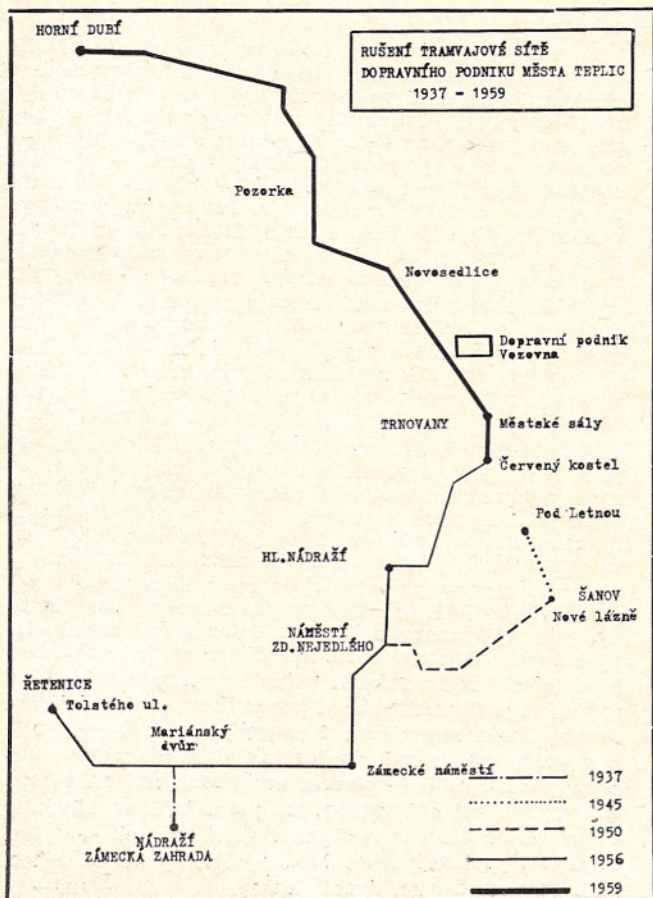 HORNÍ DUBÍ
RUŠENÍ TRAMVAJOVÉ SÍTĚ
DOPRAVNÍHO PODNIKU MĚSTA TEPLIC
1937 - 1959
Pozorka
Novosedlice
Dopravní podnik
Vozovna
TRNOVANY
Městské sály
Červený kostel
Pod Letnou
HL.NÁDRAŽÍ
ŠANOV
Nové lázně
NÁMĚSTÍ
ZD.NEJEDLÉHO
ŘETENICE
Tolstého ul.
Mariánský
dvůr
Zámecké náměstí
NÁDRAŽÍ
ZÁMECKÁ ZAHRADA
1937
1945
1950
1956
1959